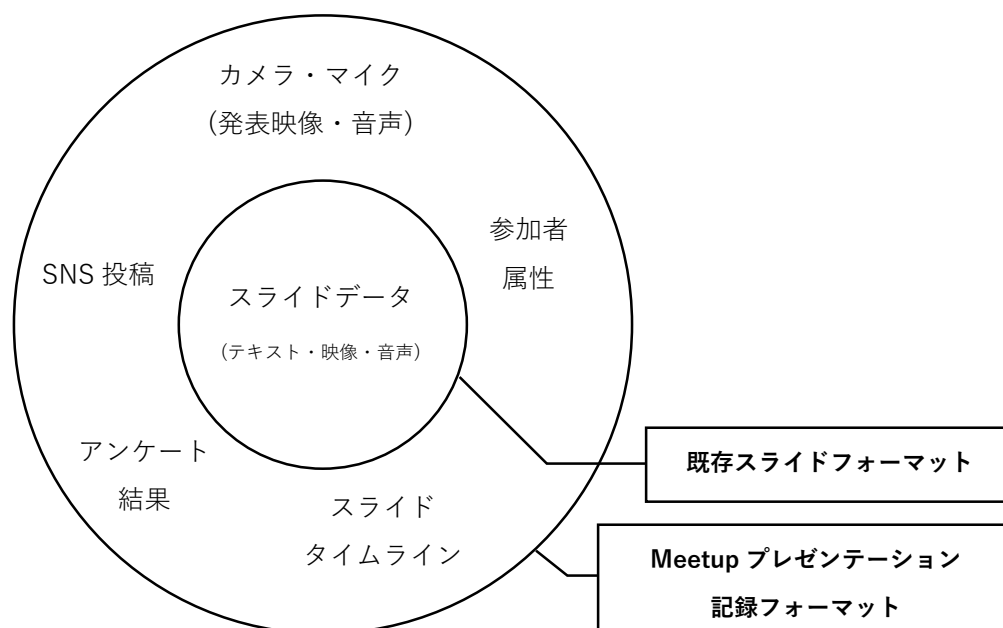 カメラ・マイク
(発表映像・音声)
参加者
属性
SNS 投稿
スライドデータ
(テキスト・映像・音声)
アンケート
結果
スライド
タイムライン
既存スライドフォーマット
Meetup プレゼンテーション
記録フォーマット